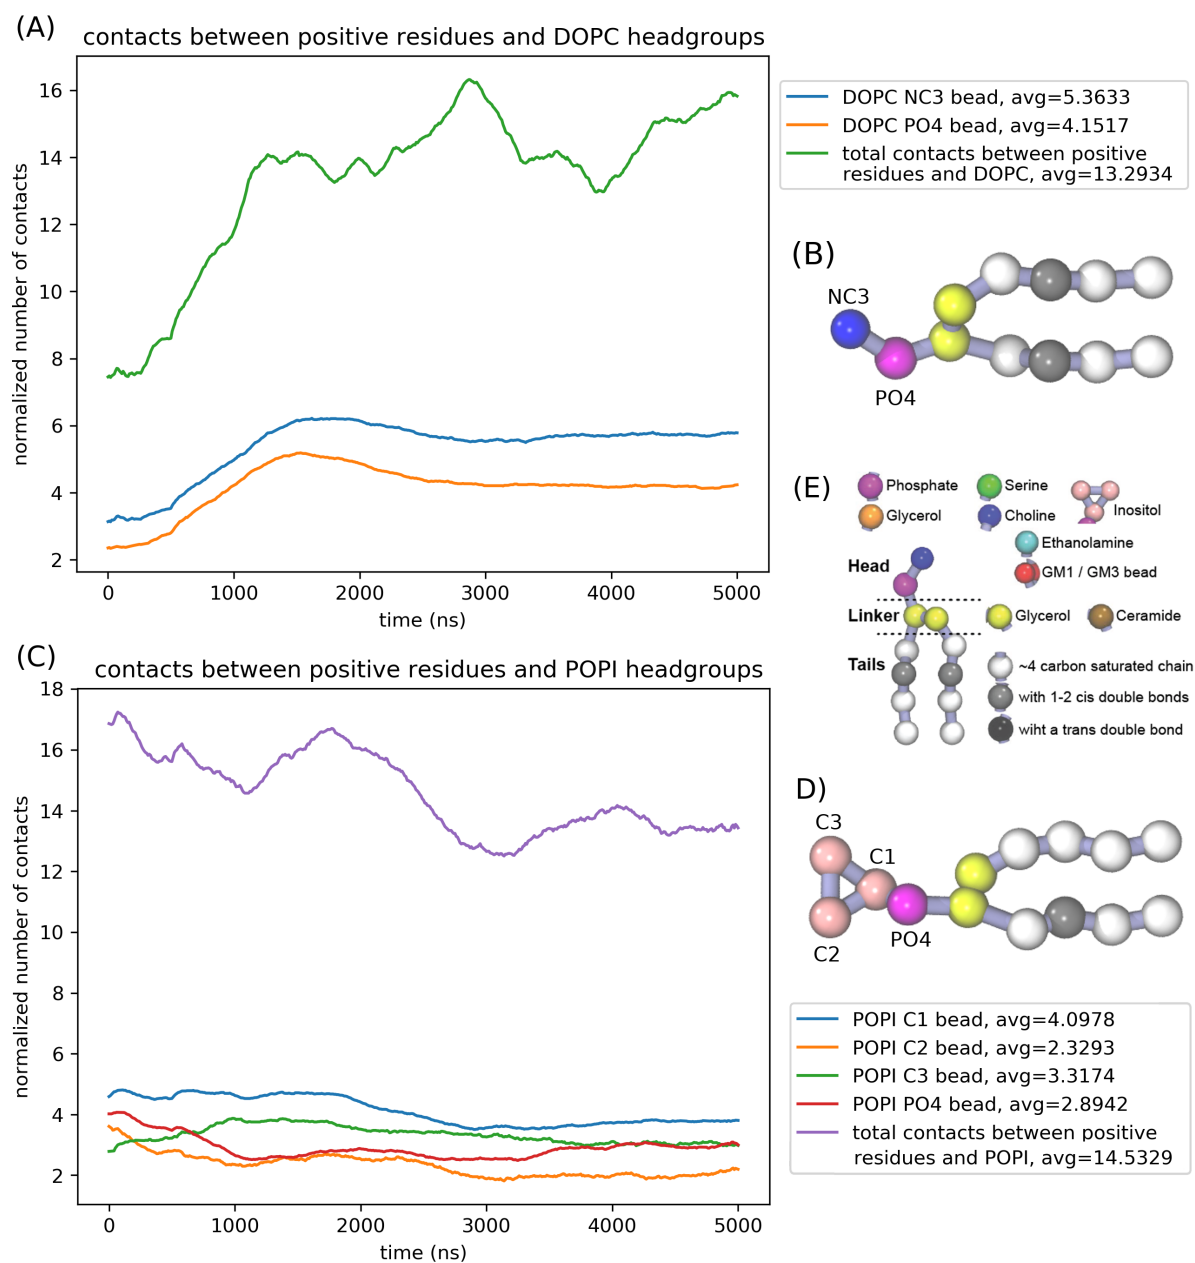 (A)
contacts between positive residues and DOPC headgroups
normalized number of contacts
16
14
12
10
8
6
4
2
0
1000
2000
3000
4000
5000
time (ns)
DOPC NC3 bead, avg=5.3633
DOPC PO4 bead, avg=4.1517
total contacts between positive
residues and DOPC, avg=13.2934
(B)
NC3
PO4
(E)
Phosphate
Serine
Glycerol
Choline
Inositol
Ethanolamine
Head
GM1 / GM3 bead
Linker
Glycerol
Ceramide
Tails
~4 carbon saturated chain
with 1-2 cis double bonds
wiht a trans double bond
(C)
contacts between positive residues and POPI headgroups
normalized number of contacts
18
16
14
12
10
8
6
4
2
0
1000
2000
3000
4000
5000
time (ns)
D)
C3
C1
PO4
C2
POPI C1 bead, avg=4.0978
POPI C2 bead, avg=2.3293
POPI C3 bead, avg=3.3174
POPI PO4 bead, avg=2.8942
total contacts between positive
residues and POPI, avg=14.5329